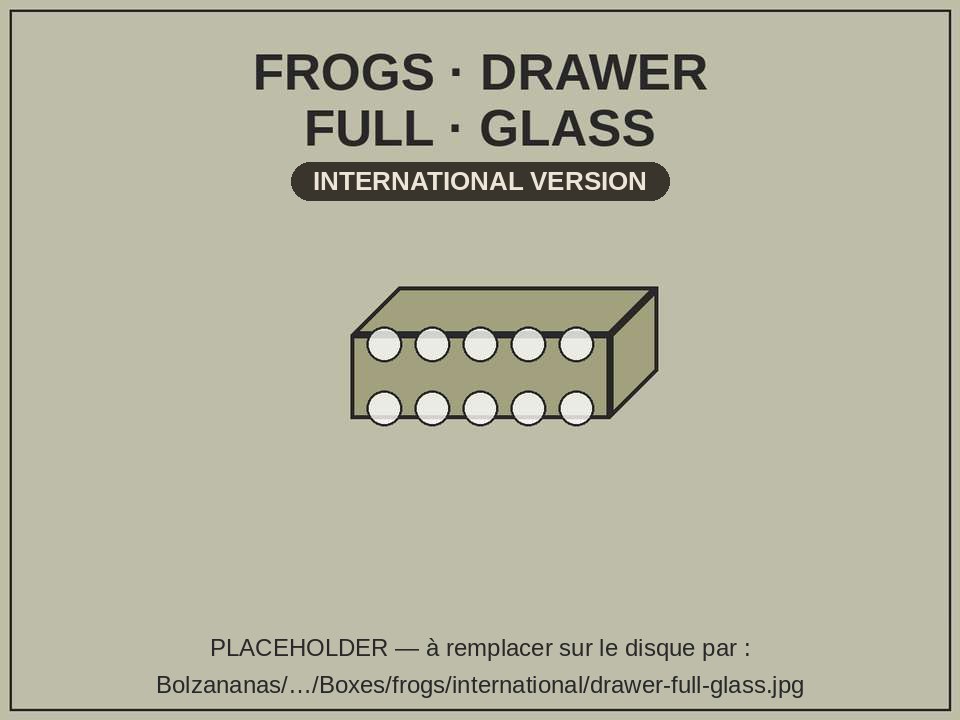 FROGS · DRAWER
FULL · GLASS
INTERNATIONAL VERSION
PLACEHOLDER — à remplacer sur le disque par :
Bolzananas/…/Boxes/frogs/international/drawer-full-glass.jpg